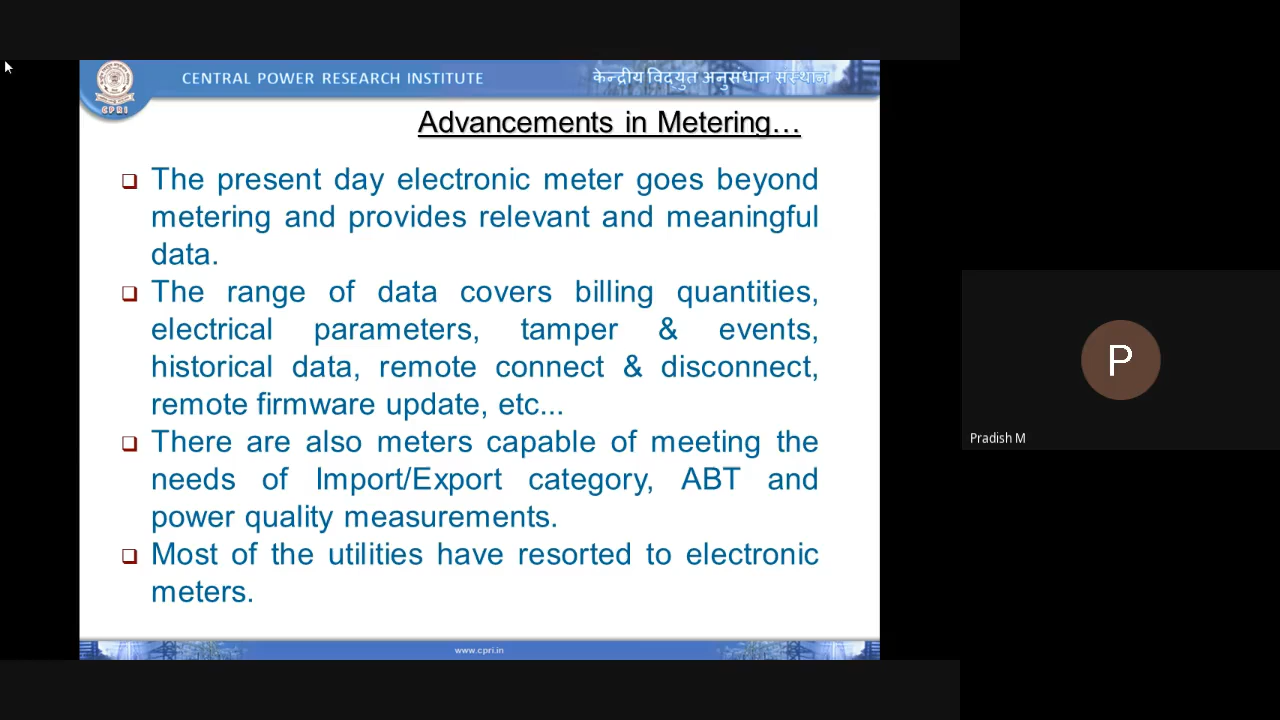 CENTRAL POWER RESEARCH INSTITUTE
केन्द्रीय विद्युत अनुसंधान संस्थान
CPRI
Advancements in Metering...
The present day electronic meter goes beyond
metering and provides relevant and meaningful
data.
The range of data covers billing quantities,
electrical parameters, tamper & events,
historical data, remote connect & disconnect,
remote firmware update, etc...
There are also meters capable of meeting the
needs of Import/Export category, ABT and
power quality measurements.
Most of the utilities have resorted to electronic
meters.
www.cpri.in
P
Pradish M